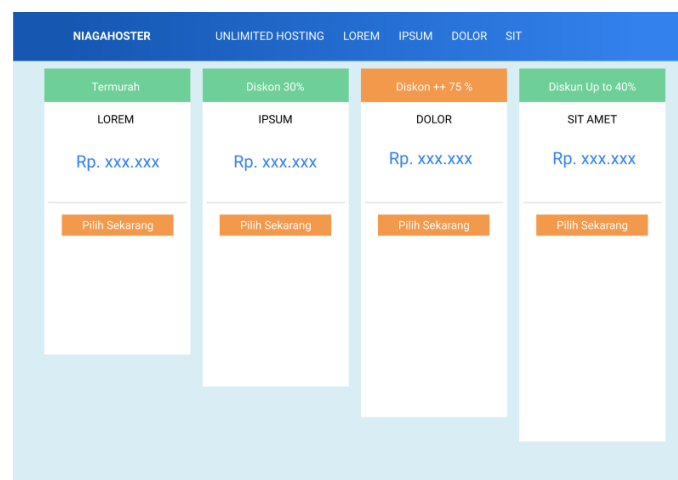 NIAGAHOSTER UNLIMITED HOSTING LOREM IPSUM DOLOR SIT
Termurah
LOREM
Rp. xxx.xxx
Pilih Sekarang
Diskon 30%
IPSUM
Rp. xxx.xxx
Pilih Sekarang
Diskon ++ 75 %
DOLOR
Rp. xxx.xxx
Pilih Sekarang
Diskun Up to 40%
SIT AMET
Rp. xxx.xxx
Pilih Sekarang